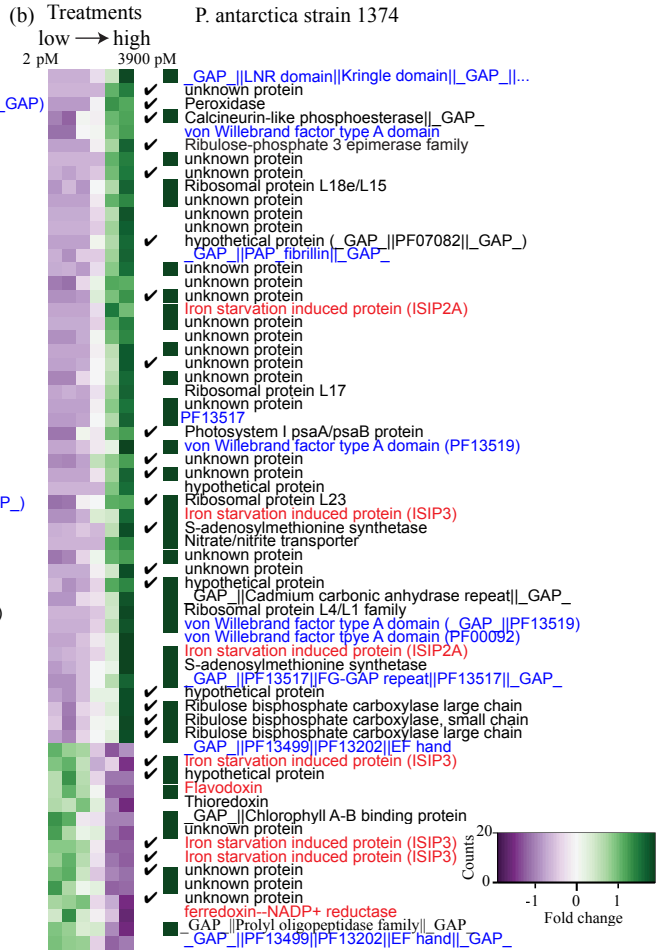 (b) Treatments P. antarctica strain 1374
low → high
2 pM 3900 pM
_GAP_||LNR domain||Kringle domain||_GAP_||...
✔ unknown protein
_GAP)
✔ Peroxidase
✔ Calcineurin-like phosphoesterase||_GAP_
von Willebrand factor type A domain
✔ Ribulose-phosphate 3 epimerase family
unknown protein
✔ unknown protein
Ribosomal protein L18e/L15
unknown protein
unknown protein
unknown protein
✔ hypothetical protein (_GAP_||PF07082||_GAP_)
_GAP_||PAP_fibrillin||_GAP_
unknown protein
unknown protein
✔ unknown protein
Iron starvation induced protein (ISIP2A)
unknown protein
unknown protein
unknown protein
✔ unknown protein
unknown protein
Ribosomal protein L17
unknown protein
PF13517
✔ Photosystem I psaA/psaB protein
von Willebrand factor type A domain (PF13519)
✔ unknown protein
✔ unknown protein
hypothetical protein
P_)
✔ Ribosomal protein L23
Iron starvation induced protein (ISIP3)
✔ S-adenosylmethionine synthetase
Nitrate/nitrite transporter
unknown protein
✔ unknown protein
✔ hypothetical protein
_GAP_||Cadmium carbonic anhydrase repeat||_GAP_
)
Ribosomal protein L4/L1 family
von Willebrand factor type A domain (_GAP_||PF13519)
von Willebrand factor tpye A domain (PF00092)
Iron starvation induced protein (ISIP2A)
S-adenosylmethionine synthetase
_GAP_||PF13517||FG-GAP repeat||PF13517||_GAP_
✔ hypothetical protein
✔ Ribulose bisphosphate carboxylase large chain
✔ Ribulose bisphosphate carboxylase, small chain
✔ Ribulose bisphosphate carboxylase large chain
_GAP_||PF13499||PF13202||EF hand
✔ Iron starvation induced protein (ISIP3)
✔ hypothetical protein
Flavodoxin
Thioredoxin
_GAP_||Chlorophyll A-B binding protein
unknown protein
✔ Iron starvation induced protein (ISIP3)
✔ Iron starvation induced protein (ISIP3)
✔ unknown protein
unknown protein
✔ unknown protein
ferredoxin--NADP+ reductase
_GAP_||Prolyl oligopeptidase family||_GAP_
_GAP_||PF13499||PF13202||EF hand||_GAP_
20
Counts
0
-1 0 1
Fold change